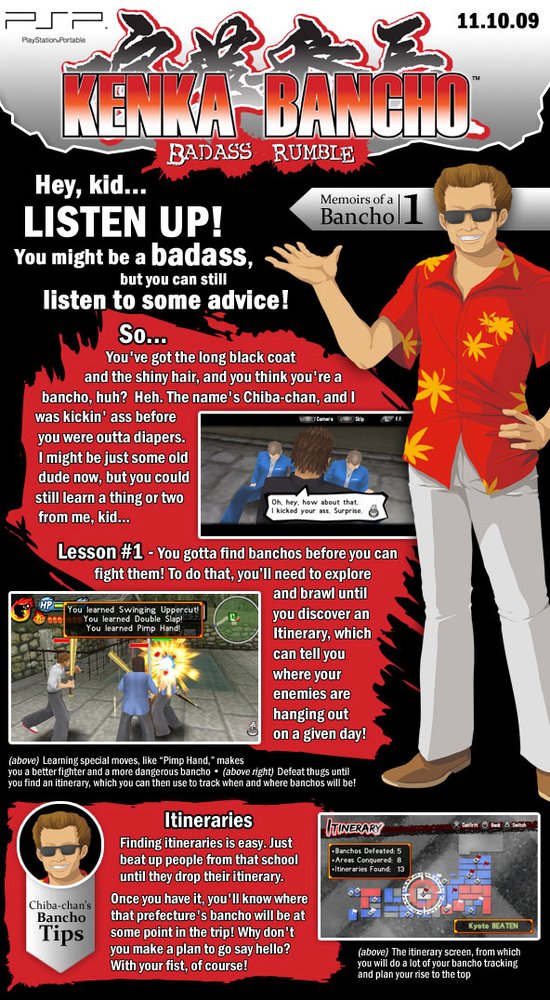 PSP
PlayStation®Portable
11.10.09
KENKA BANCHO™
BADASS RUMBLE
Hey, kid...
LISTEN UP!
You might be a badass,
but you can still
listen to some advice!
Memoirs of a
Bancho 1
So...
You've got the long black coat
and the shiny hair, and you think you're a
bancho, huh? Heh. The name's Chiba-chan, and I
was kickin' ass before
you were outta diapers.
I might be just some old
dude now, but you could
still learn a thing or two
from me, kid...
Camera Skip F.F.
Oh, hey, how about that.
I kicked your ass. Surprise.
Lesson #1 - You gotta find banchos before you can
fight them! To do that, you'll need to explore
and brawl until
you discover an
Itinerary, which
can tell you
where your
enemies are
hanging out
on a given day!
HP
You learned Swinging Uppercut!
You learned Double Slap!
You learned Pimp Hand!
(above) Learning special moves, like "Pimp Hand," makes
you a better fighter and a more dangerous bancho • (above right) Defeat thugs until
you find an itinerary, which you can then use to track when and where banchos will be!
Itineraries
Finding itineraries is easy. Just
beat up people from that school
until they drop their itinerary.
Once you have it, you'll know where
that prefecture's bancho will be at
some point in the trip! Why don't
you make a plan to go say hello?
With your fist, of course!
Chiba-chan's
Bancho
Tips
ITINERARY
Confirm Back Switch
•Banchos Defeated: 5
•Areas Conquered: 8
•Itineraries Found: 13
Kyoto BEATEN
(above) The itinerary screen, from which
you will do a lot of your bancho tracking
and plan your rise to the top